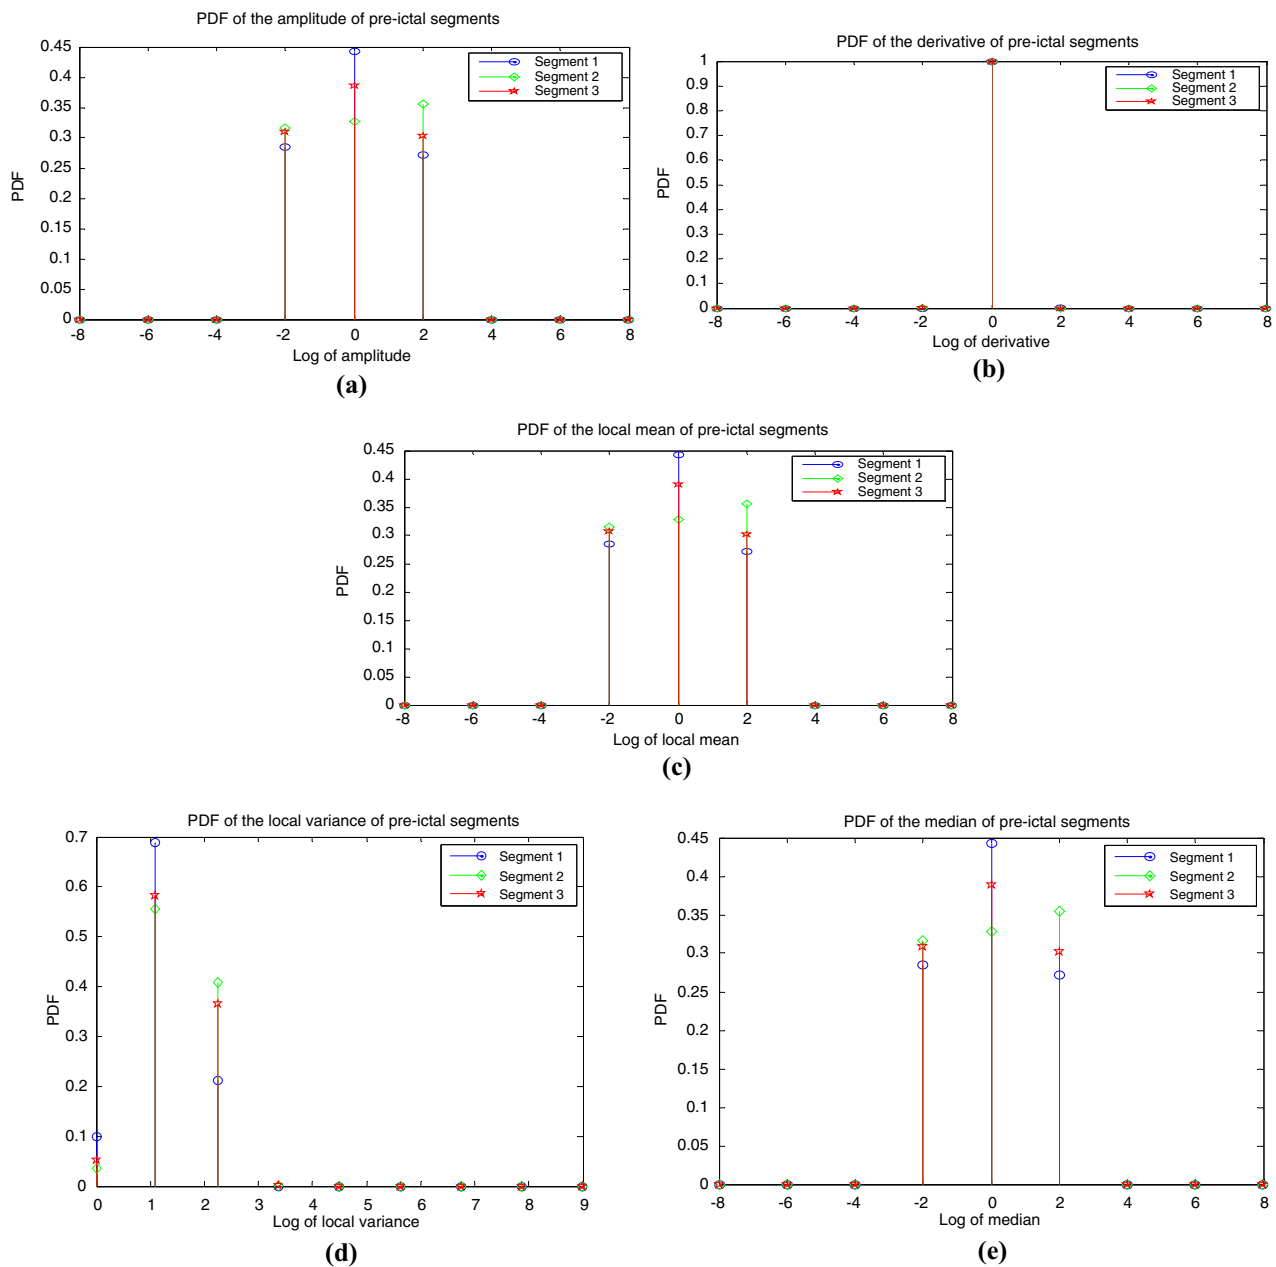 PDF of the amplitude of pre-ictal segments
0.45
0.4
0.35
0.3
0.25
0.2
0.15
0.1
0.05
0
PDF
Segment 1
Segment 2
Segment 3
-8 -6 -4 -2 0 2 4 6 8
Log of amplitude
(a)
PDF of the derivative of pre-ictal segments
1
0.9
0.8
0.7
0.6
0.5
0.4
0.3
0.2
0.1
0
PDF
Segment 1
Segment 2
Segment 3
-8 -6 -4 -2 0 2 4 6 8
Log of derivative
(b)
PDF of the local mean of pre-ictal segments
0.45
0.4
0.35
0.3
0.25
0.2
0.15
0.1
0.05
0
PDF
Segment 1
Segment 2
Segment 3
-8 -6 -4 -2 0 2 4 6 8
Log of local mean
(c)
PDF of the local variance of pre-ictal segments
0.7
0.6
0.5
0.4
0.3
0.2
0.1
0
PDF
Segment 1
Segment 2
Segment 3
0 1 2 3 4 5 6 7 8 9
Log of local variance
(d)
PDF of the median of pre-ictal segments
0.45
0.4
0.35
0.3
0.25
0.2
0.15
0.1
0.05
0
PDF
Segment 1
Segment 2
Segment 3
-8 -6 -4 -2 0 2 4 6 8
Log of median
(e)